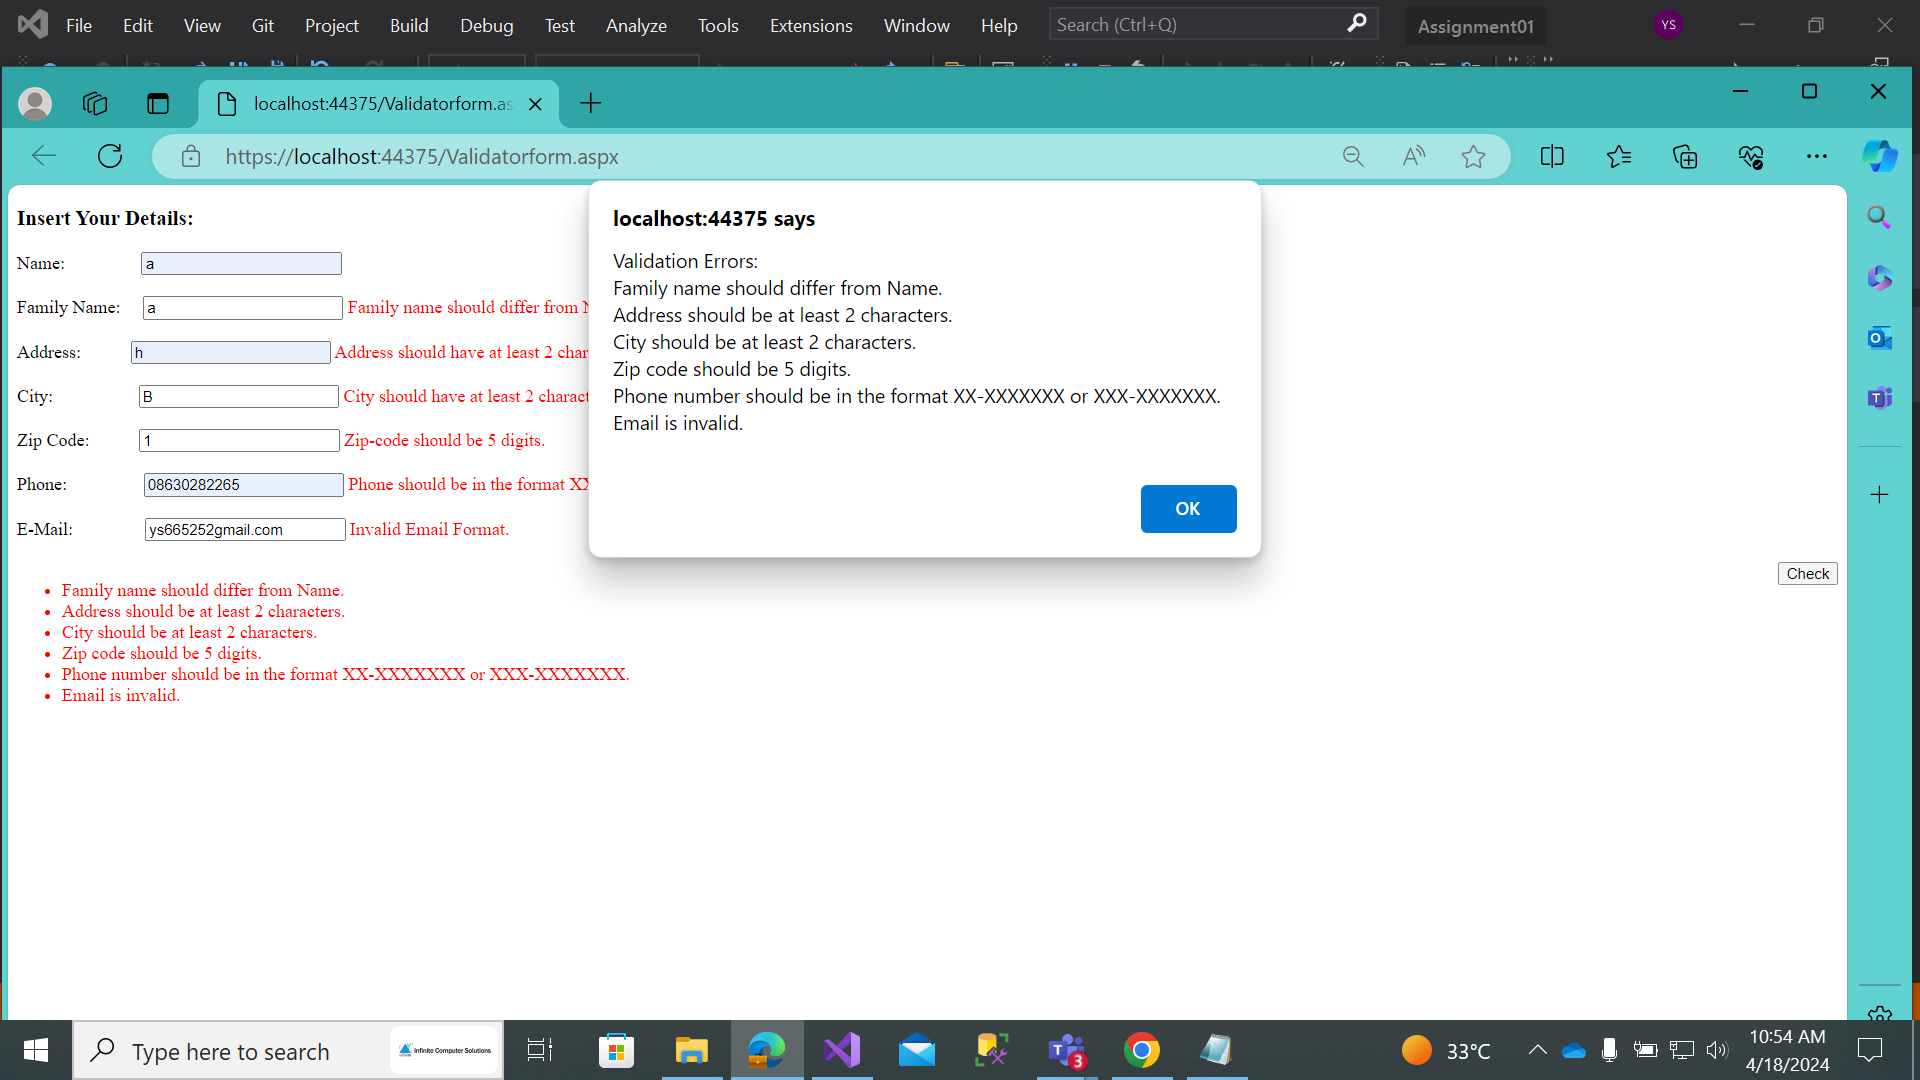 File Edit View Git Project Build Debug Test Analyze Tools Extensions Window Help Search (Ctrl+Q) Assignment01 YS
localhost:44375/Validatorform.as
https://localhost:44375/Validatorform.aspx
Insert Your Details:
Name: a
Family Name: a Family name should differ from
Address: h Address should have at least 2 char
City: B City should have at least 2 charact
Zip Code: 1 Zip-code should be 5 digits.
Phone: 08630282265 Phone should be in the format XX
E-Mail: ys665252gmail.com Invalid Email Format.
localhost:44375 says
Validation Errors:
Family name should differ from Name.
Address should be at least 2 characters.
City should be at least 2 characters.
Zip code should be 5 digits.
Phone number should be in the format XX-XXXXXXX or XXX-XXXXXXX.
Email is invalid.
OK
Check
Family name should differ from Name.
Address should be at least 2 characters.
City should be at least 2 characters.
Zip code should be 5 digits.
Phone number should be in the format XX-XXXXXXX or XXX-XXXXXXX.
Email is invalid.
Type here to search
Infinite Computer Solutions
3
33°C
10:54 AM
4/18/2024